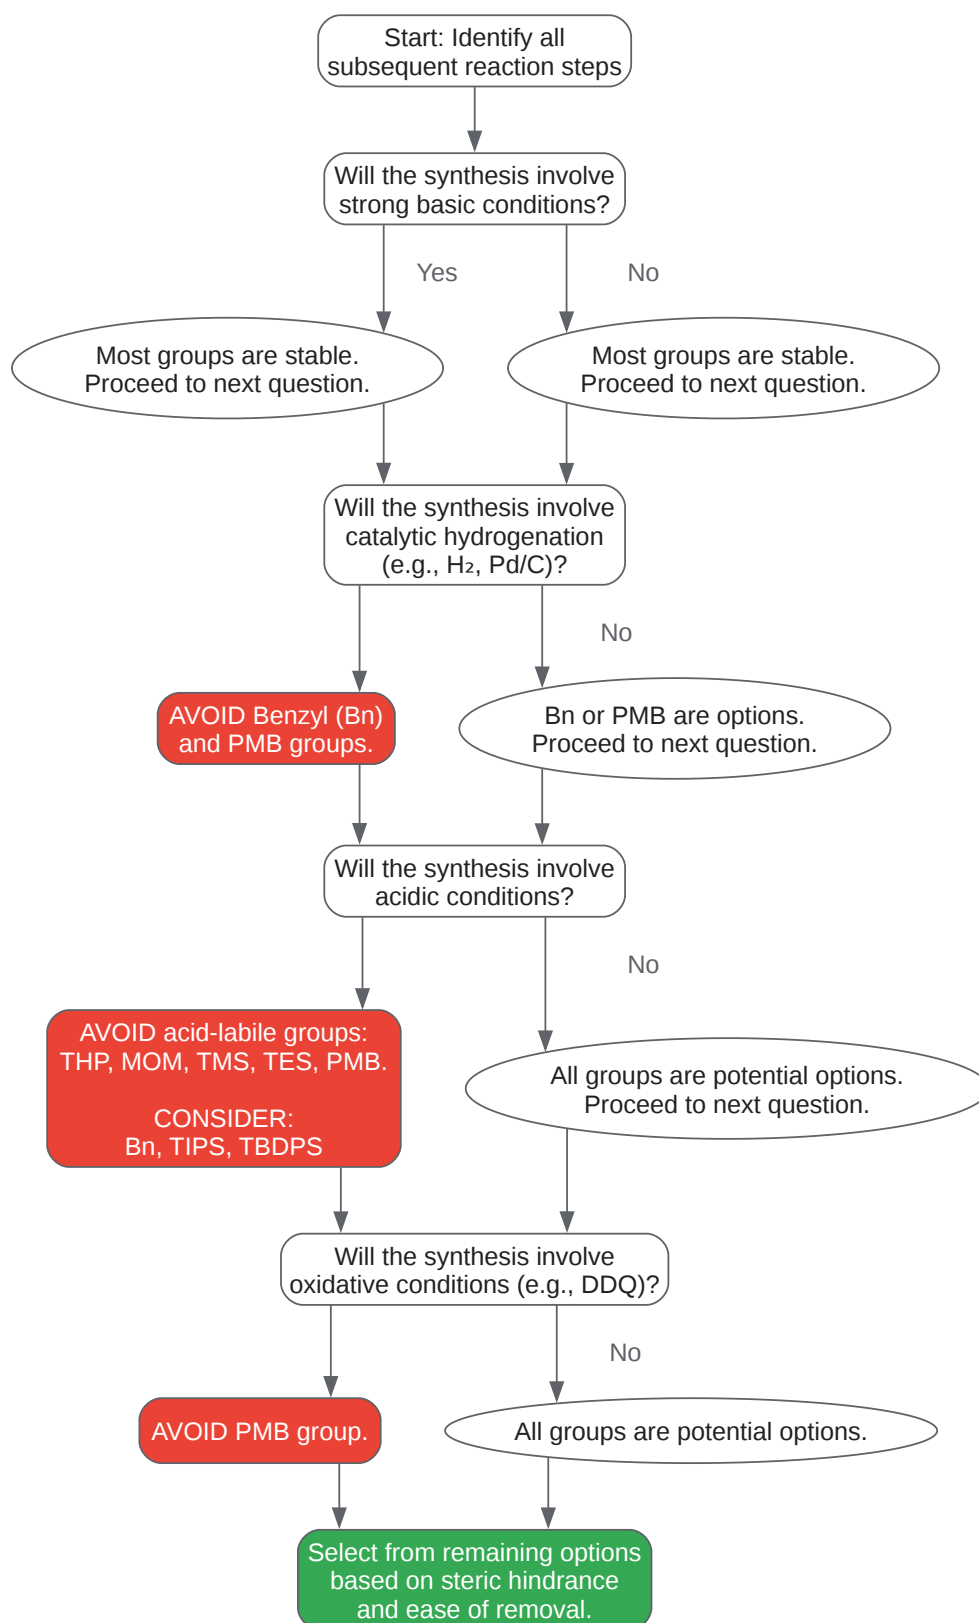 Start: Identify all
subsequent reaction steps
Will the synthesis involve
strong basic conditions?
Yes
No
Most groups are stable.
Proceed to next question.
Most groups are stable.
Proceed to next question.
Will the synthesis involve
catalytic hydrogenation
(e.g., H₂, Pd/C)?
No
AVOID Benzyl (Bn)
and PMB groups.
Bn or PMB are options.
Proceed to next question.
Will the synthesis involve
acidic conditions?
No
AVOID acid-labile groups:
THP, MOM, TMS, TES, PMB.
CONSIDER:
Bn, TIPS, TBDPS
All groups are potential options.
Proceed to next question.
Will the synthesis involve
oxidative conditions (e.g., DDQ)?
No
AVOID PMB group.
All groups are potential options.
Select from remaining options
based on steric hindrance
and ease of removal.